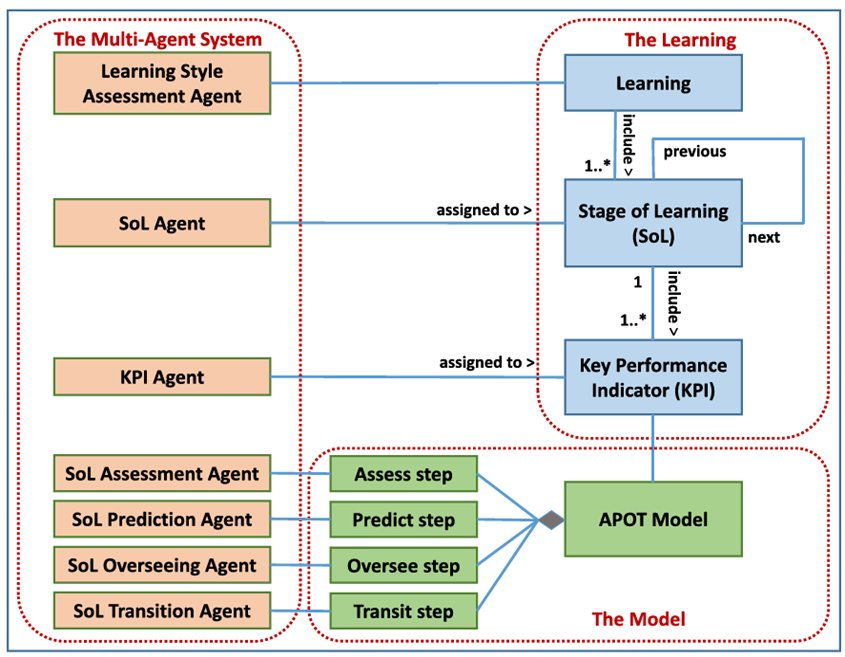 The Multi-Agent System
The Learning
Learning Style
Assessment Agent
Learning
include >
1..*
previous
SoL Agent
assigned to >
Stage of Learning
(SoL)
next
1
include >
1..*
KPI Agent
assigned to >
Key Performance
Indicator (KPI)
SoL Assessment Agent
Assess step
SoL Prediction Agent
Predict step
APOT Model
SoL Overseeing Agent
Oversee step
SoL Transition Agent
Transit step
The Model